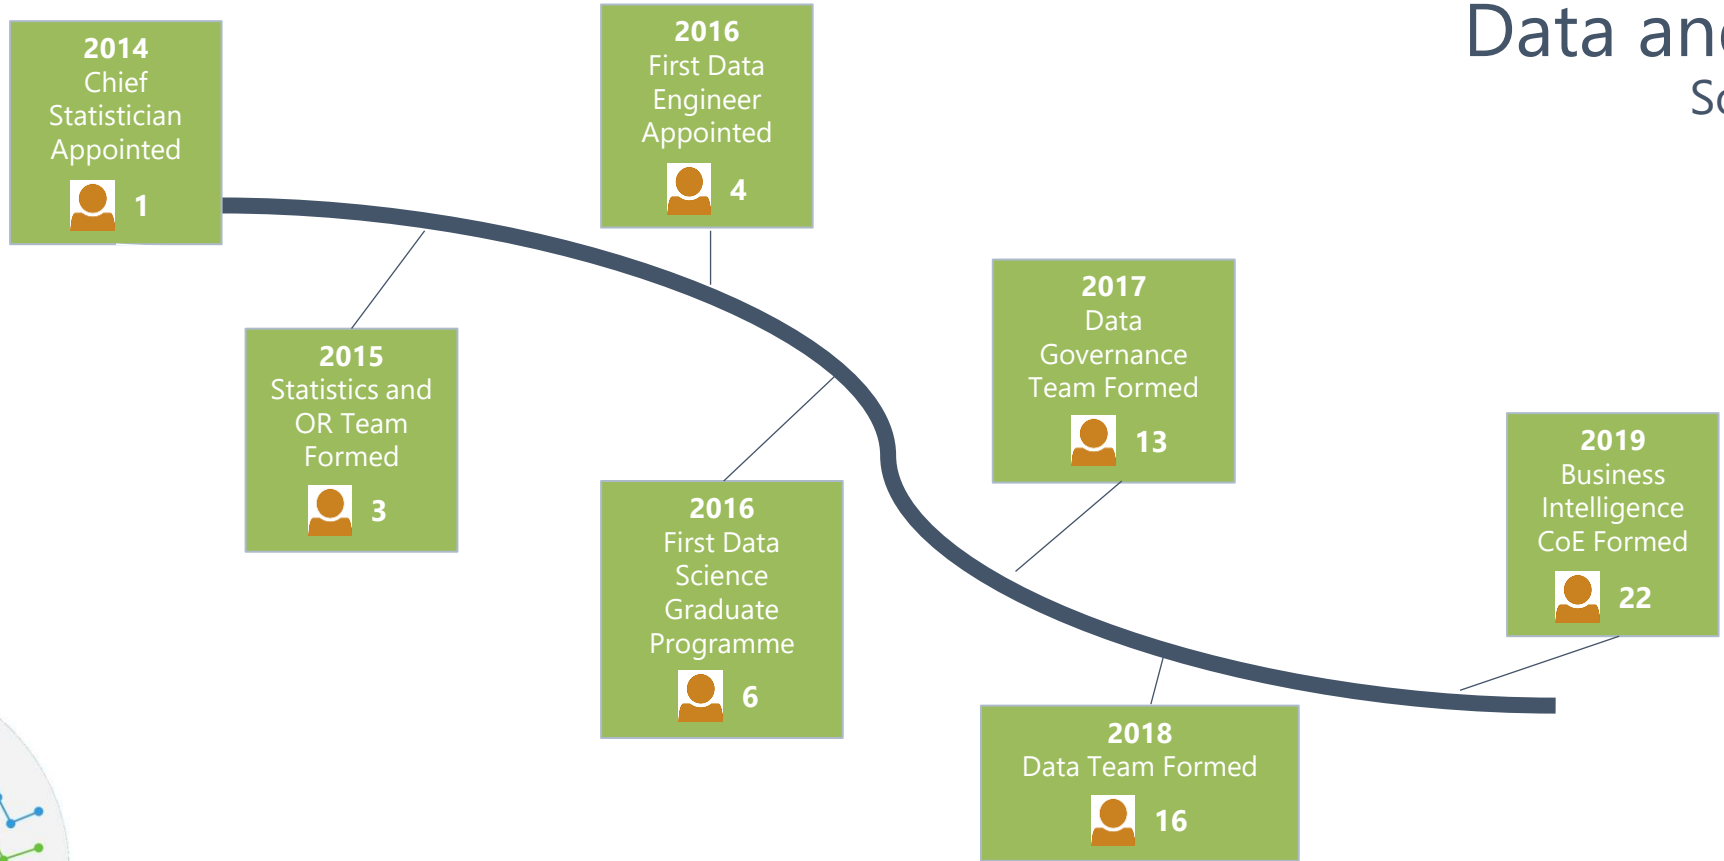 Data and
2014
Chief
Statistician
Appointed
1
2015
Statistics and
OR Team
Formed
3
2016
First Data
Engineer
Appointed
4
2016
First Data
Science
Graduate
Programme
6
2017
Data
Governance
Team Formed
13
2018
Data Team Formed
16
2019
Business
Intelligence
CoE Formed
22